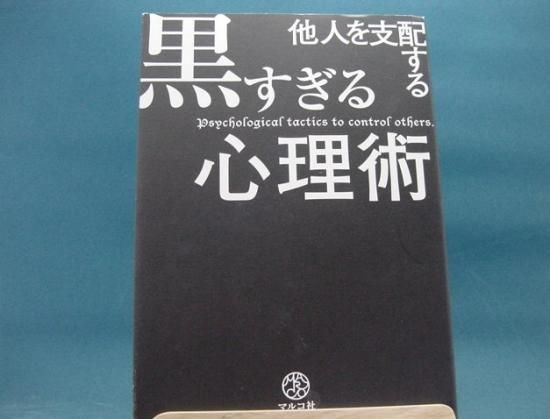 他人を支配する
黒すぎる
Psychological tactics to control others.
心理術
マルコ社